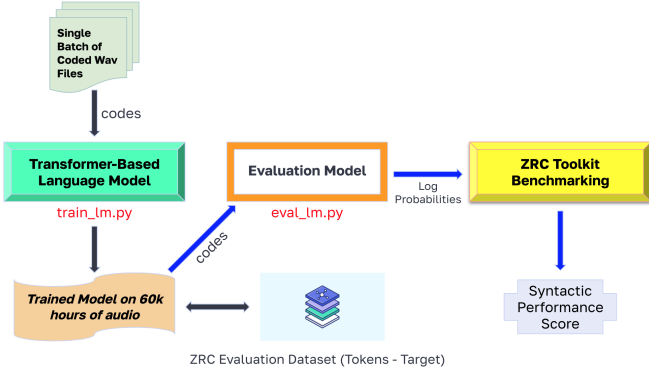 Single
Batch of
Coded Wav
Files
codes
Transformer-Based
Language Model
train_lm.py
Evaluation Model
eval_lm.py
Log
Probabilities
ZRC Toolkit
Benchmarking
codes
Trained Model on 60k
hours of audio
Syntactic
Performance
Score
ZRC Evaluation Dataset (Tokens - Target)